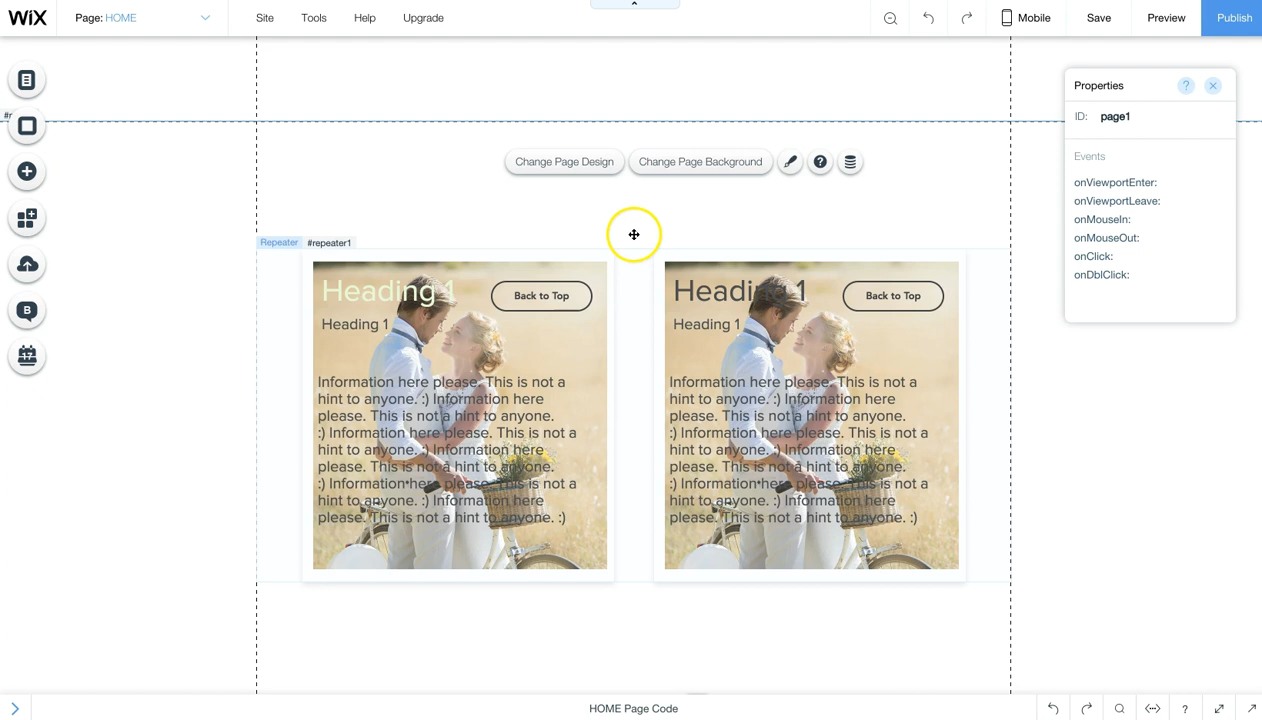 WiX
Page: HOME
Site
Tools
Help
Upgrade
Mobile
Save
Preview
Publish
Properties
?
ID: page1
Events
onViewportEnter:
onViewportLeave:
onMouseIn:
onMouseOut:
onClick:
onDblClick:
Change Page Design
Change Page Background
?
Repeater #repeater1
Heading 1
Back to Top
Heading 1
Information here please. This is not a
hint to anyone. :) Information here
please. This is not a hint to anyone.
:) Information here please. This is not a
hint to anyone. :) Information here
please. This is not a hint to anyone.
:) Information here please. This is not a
hint to anyone. :) Information here
please. This is not a hint to anyone. :)
Heading 1
Back to Top
Heading 1
Information here please. This is not a
hint to anyone. :) Information here
please. This is not a hint to anyone.
:) Information here please. This is not a
hint to anyone. :) Information here
please. This is not a hint to anyone.
:) Information here please. This is not a
hint to anyone. :) Information here
please. This is not a hint to anyone. :)
B
17
HOME Page Code
?